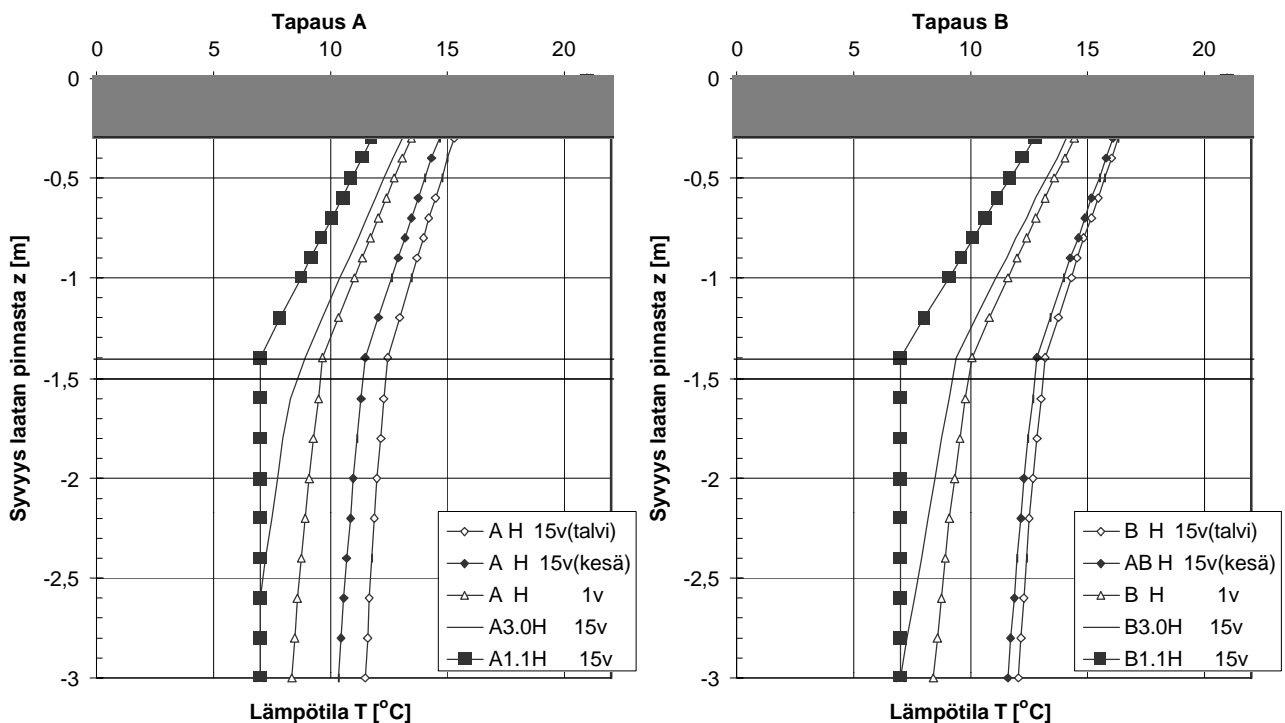 Tapaus A
0 5 10 15 20
0
-0,5
-1
-1,5
-2
-2,5
-3
Syvyys laatan pinnasta z [m]
A H 15v(talvi)
A H 15v(kesä)
A H 1v
A3.0H 15v
A1.1H 15v
Lämpötila T [°C]
Tapaus B
0 5 10 15 20
0
-0,5
-1
-1,5
-2
-2,5
-3
Syvyys laatan pinnasta z [m]
B H 15v(talvi)
AB H 15v(kesä)
B H 1v
B3.0H 15v
B1.1H 15v
Lämpötila T [°C]